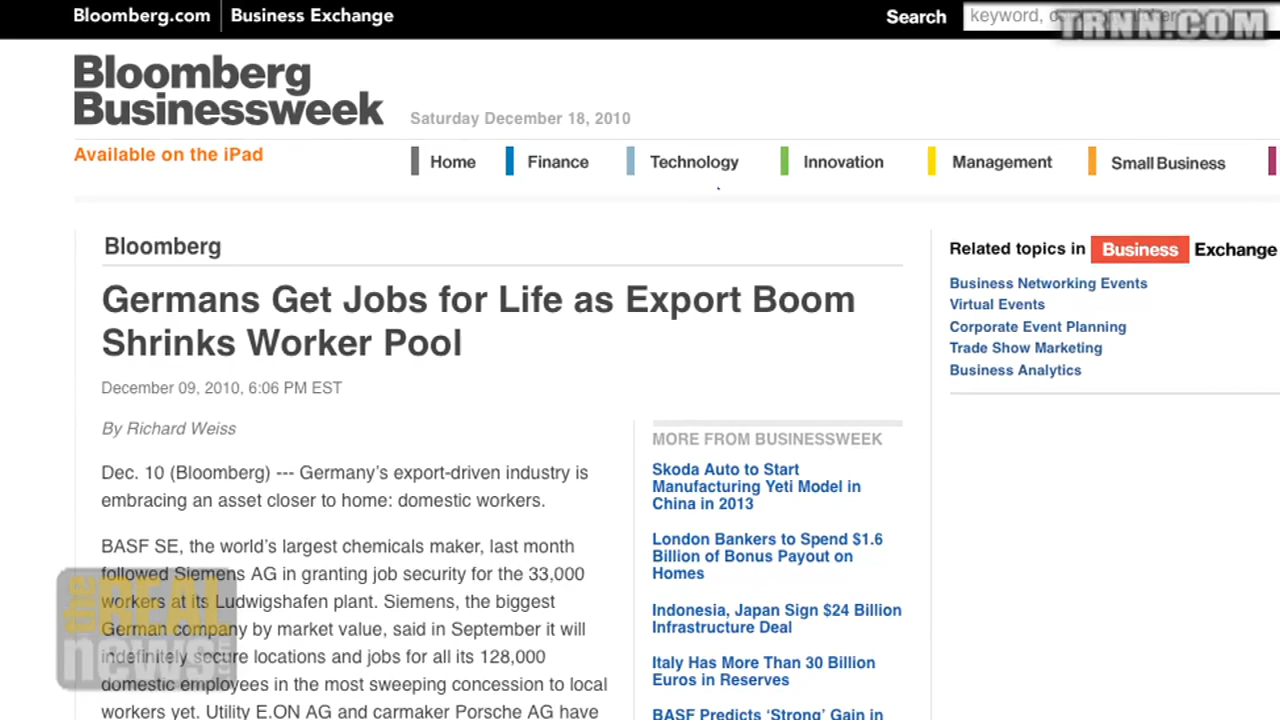 Bloomberg.com Business Exchange Search keyword,
TRNN.COM
Bloomberg
Businessweek
Saturday December 18, 2010
Available on the iPad
Home Finance Technology Innovation Management Small Business
Bloomberg
Germans Get Jobs for Life as Export Boom
Shrinks Worker Pool
December 09, 2010, 6:06 PM EST
By Richard Weiss
Dec. 10 (Bloomberg) --- Germany's export-driven industry is
embracing an asset closer to home: domestic workers.
BASF SE, the world's largest chemicals maker, last month
followed Siemens AG in granting job security for the 33,000
workers at its Ludwigshafen plant. Siemens, the biggest
German company by market value, said in September it will
indefinitely secure locations and jobs for all its 128,000
domestic employees in the most sweeping concession to local
workers yet. Utility E.ON AG and carmaker Porsche AG have
the
REAL
news
MORE FROM BUSINESSWEEK
Skoda Auto to Start
Manufacturing Yeti Model in
China in 2013
London Bankers to Spend $1.6
Billion of Bonus Payout on
Homes
Indonesia, Japan Sign $24 Billion
Infrastructure Deal
Italy Has More Than 30 Billion
Euros in Reserves
BASF Predicts 'Strong' Gain in
Related topics in Business Exchange
Business Networking Events
Virtual Events
Corporate Event Planning
Trade Show Marketing
Business Analytics